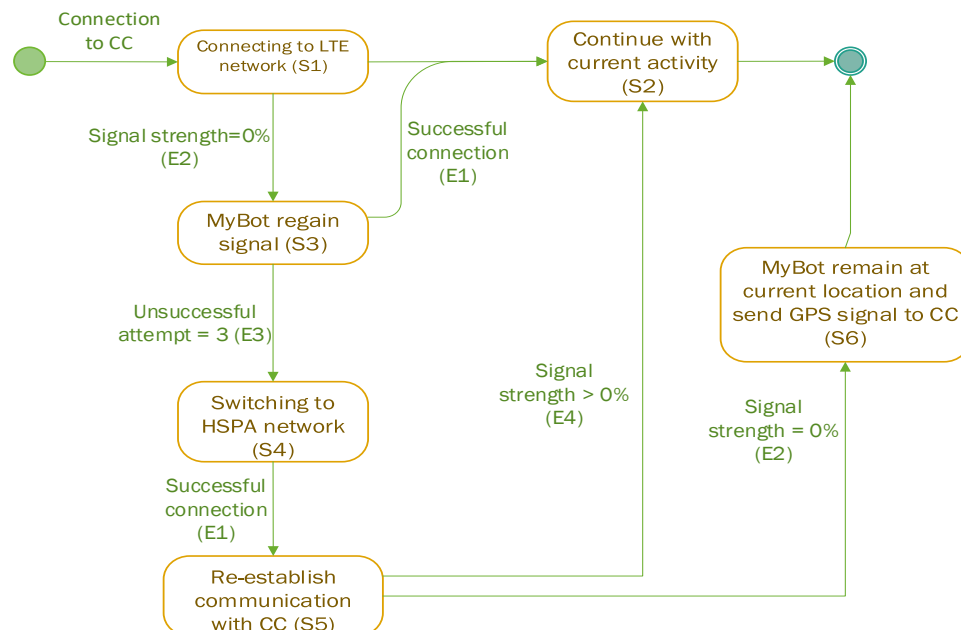 Connection
to CC
Connecting to LTE
network (S1)
Continue with
current activity
(S2)
Signal strength=0%
(E2)
Successful
connection
(E1)
MyBot regain
signal (S3)
MyBot remain at
current location and
send GPS signal to CC
(S6)
Unsuccessful
attempt = 3 (E3)
Signal
strength > 0%
(E4)
Switching to
HSPA network
(S4)
Signal
strength = 0%
(E2)
Successful
connection
(E1)
Re-establish
communication
with CC (S5)